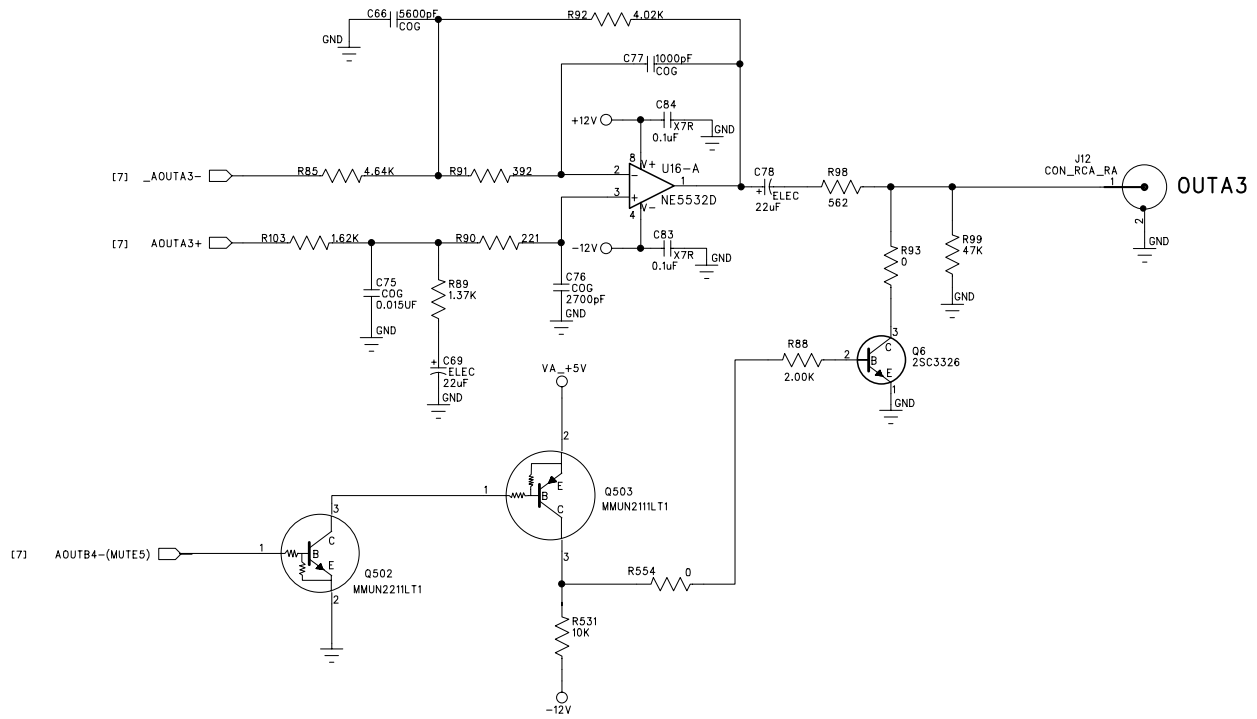 C66 5600pF
COG
GND
R92 4.02K
C77 1000pF
COG
C84
X7R
0.1uF
GND
+12V
[7] _AOUTA3- R85 4.64K R91 392
8 V+
U16-A
2
-
1
3
+
NE5532D
4 V-
C78
+ ELEC
22uF
R98
562
J12
CON_RCA_RA
1
2
GND
OUTA3
[7] AOUTA3+ R103 1.62K R90 221
-12V
C83
X7R
0.1uF
GND
R93
0
R99
47K
GND
C75
COG
0.015UF
GND
R89
1.37K
C76
COG
2700pF
GND
+ C69
ELEC
22uF
GND
R88
2.00K
3
C
2 B
E
1
Q6
2SC3326
GND
VA_+5V
2
E
1 B
C
3
Q503
MMUN2111LT1
3
C
[7] AOUTB4-(MUTE5) 1 B
E
2
Q502
MMUN2211LT1
R554 0
R531
10K
-12V